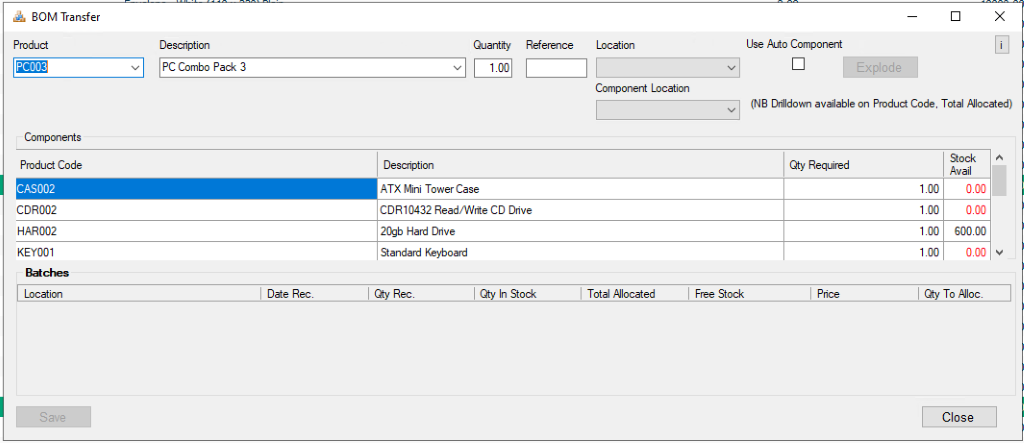 BOM Transfer
Product Description Quantity Reference Location Use Auto Component i
PC003 PC Combo Pack 3 1.00 Explode
Component Location
(NB Drilldown available on Product Code, Total Allocated)
Components
Product Code Description Qty Required Stock Avail
CAS002 ATX Mini Tower Case 1.00 0.00
CDR002 CDR10432 Read/Write CD Drive 1.00 0.00
HAR002 20gb Hard Drive 1.00 600.00
KEY001 Standard Keyboard 1.00 0.00
Batches
Location Date Rec. Qty Rec. Qty In Stock Total Allocated Free Stock Price Qty To Alloc.
Save Close